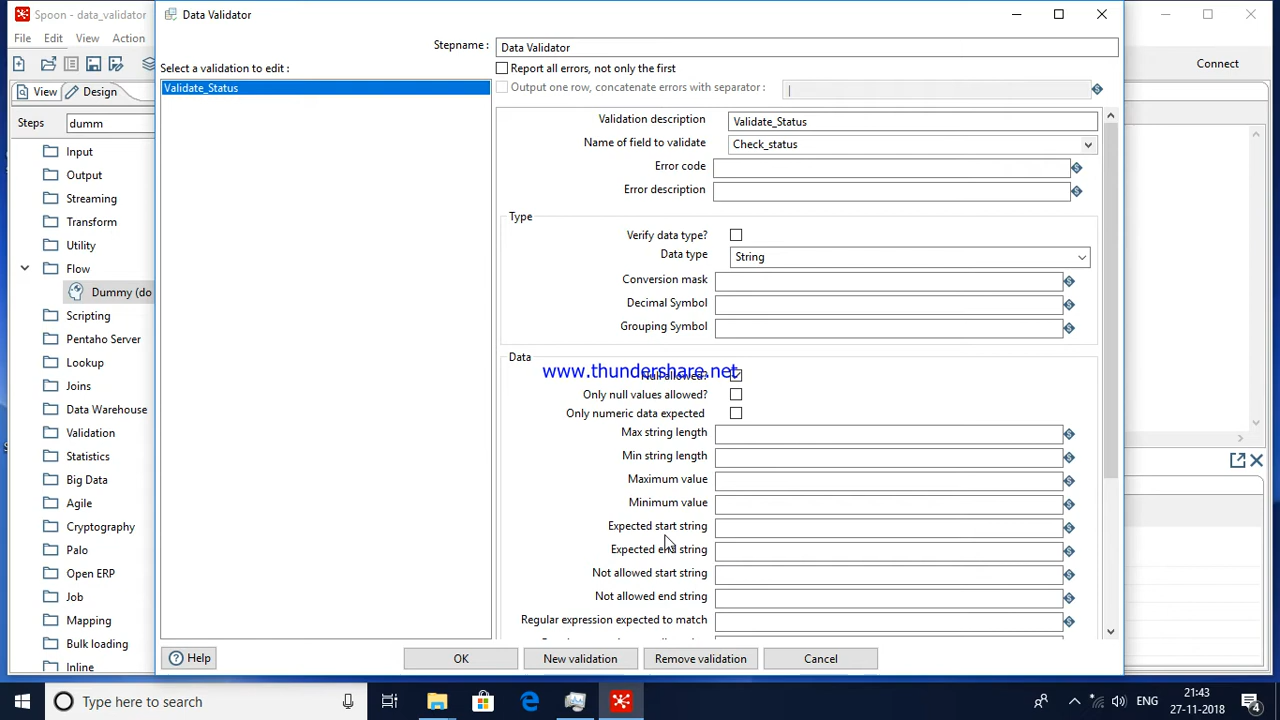 Spoon - data_validator
Data Validator
File Edit View Action
Stepname :
Data Validator
Select a validation to edit :
Report all errors, not only the first
Validate_Status
Output one row, concatenate errors with separator :
|
Connect
View
Design
Steps
dumm
Validation description
Validate_Status
Name of field to validate
Check_status
Error code
Error description
Input
Output
Streaming
Transform
Utility
Flow
Dummy (do
Scripting
Pentaho Server
Lookup
Joins
Data Warehouse
Validation
Statistics
Big Data
Agile
Cryptography
Palo
Open ERP
Job
Mapping
Bulk loading
Inline
Type
Verify data type?
Data type
String
Conversion mask
Decimal Symbol
Grouping Symbol
Data
www.thundershare.net
Null allowed?
Only null values allowed?
Only numeric data expected
Max string length
Min string length
Maximum value
Minimum value
Expected start string
Expected end string
Not allowed start string
Not allowed end string
Regular expression expected to match
Help
OK
New validation
Remove validation
Cancel
Type here to search
ENG
21:43
27-11-2018
4